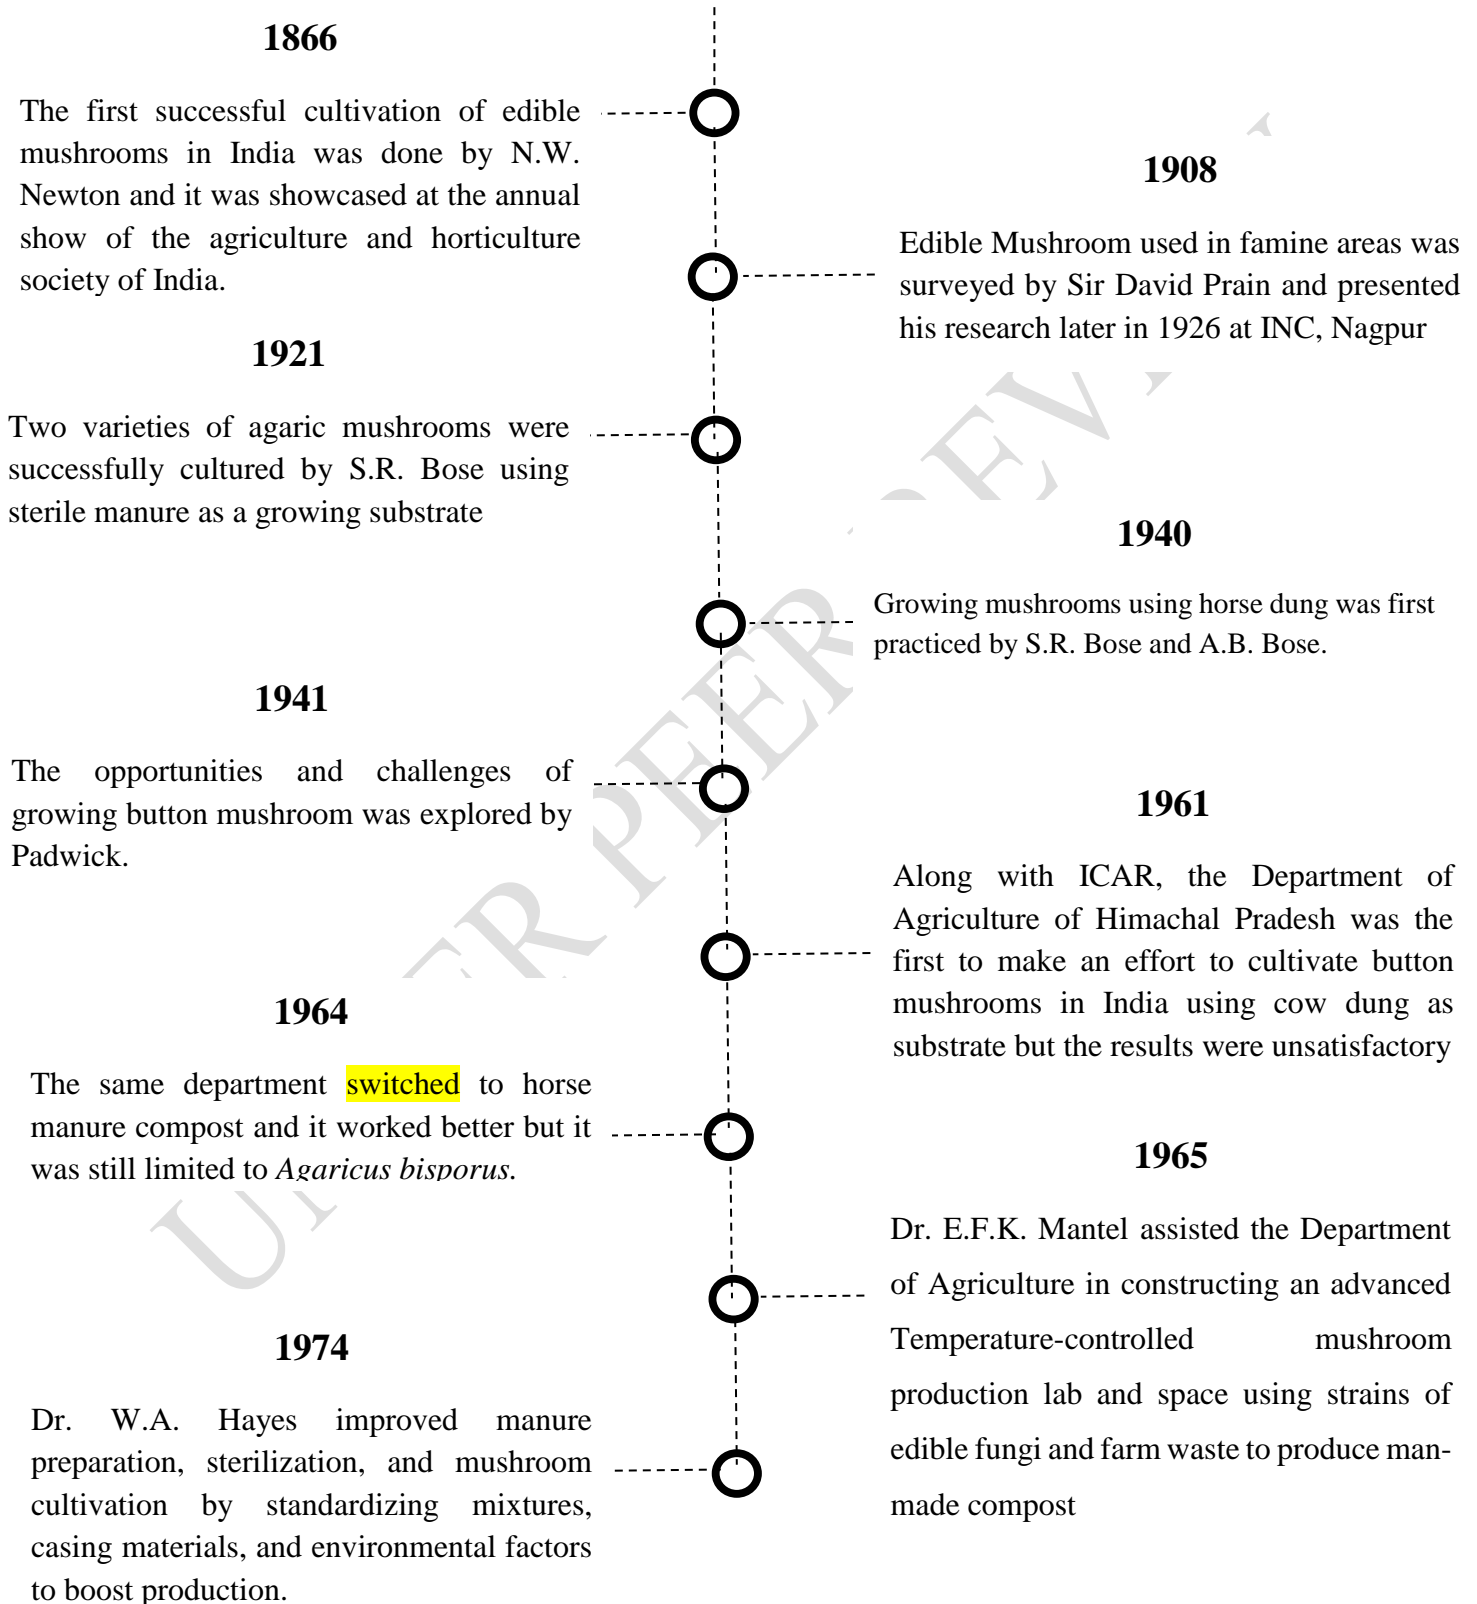 1866
The first successful cultivation of edible
mushrooms in India was done by N.W.
Newton and it was showcased at the annual
show of the agriculture and horticulture
society of India.
1908
Edible Mushroom used in famine areas was
surveyed by Sir David Prain and presented
his research later in 1926 at INC, Nagpur
1921
Two varieties of agaric mushrooms were
successfully cultured by S.R. Bose using
sterile manure as a growing substrate
1940
Growing mushrooms using horse dung was first
practiced by S.R. Bose and A.B. Bose.
1941
The opportunities and challenges of
growing button mushroom was explored by
Padwick.
1961
Along with ICAR, the Department of
Agriculture of Himachal Pradesh was the
first to make an effort to cultivate button
mushrooms in India using cow dung as
substrate but the results were unsatisfactory
1964
The same department switched to horse
manure compost and it worked better but it
was still limited to Agaricus bisporus.
1965
Dr. E.F.K. Mantel assisted the Department
of Agriculture in constructing an advanced
Temperature-controlled mushroom
production lab and space using strains of
edible fungi and farm waste to produce man-
made compost
1974
Dr. W.A. Hayes improved manure
preparation, sterilization, and mushroom
cultivation by standardizing mixtures,
casing materials, and environmental factors
to boost production.